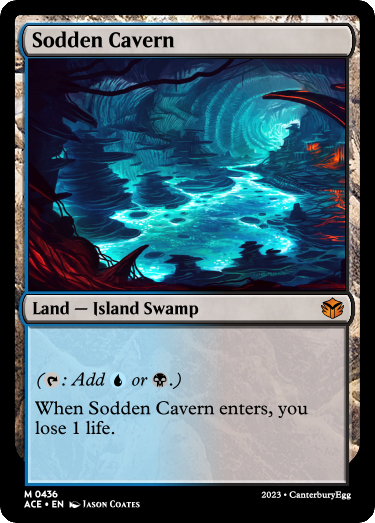 Sodden Cavern
Land — Island Swamp
(: Add or .)
When Sodden Cavern enters, you
lose 1 life.
M 0436
ACE • EN Jason Coates
2023 • CanterburyEgg